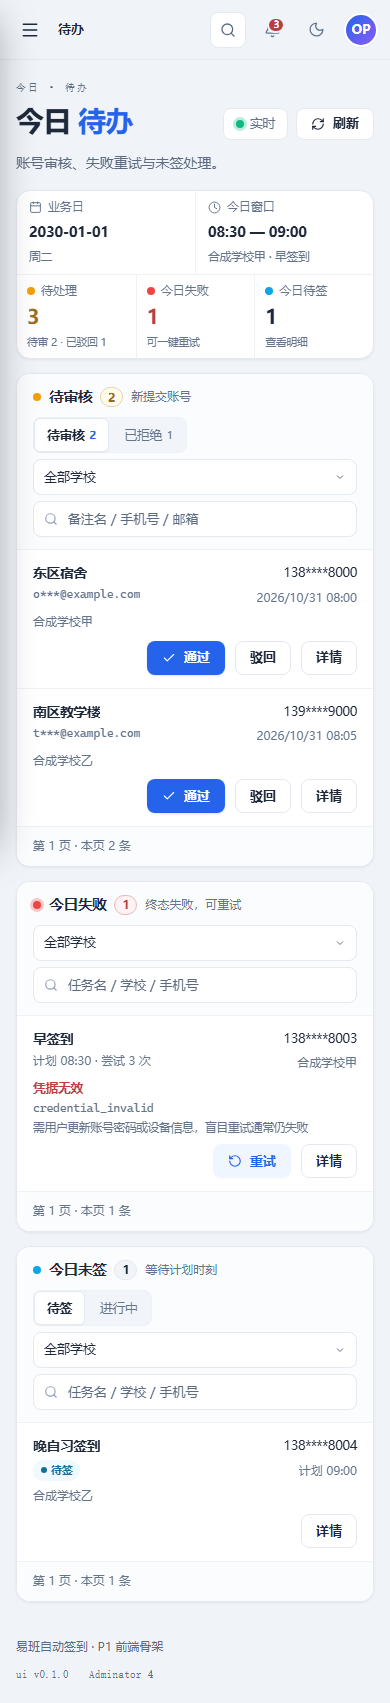 待办
3
OP
今日 • 待办
今日 待办
实时
刷新
账号审核、失败重试与未签处理。
业务日
2030-01-01
周二
今日窗口
08:30 — 09:00
合成学校甲 · 早签到
待处理
3
待审 2 · 已驳回 1
今日失败
1
可一键重试
今日待签
1
查看明细
待审核 2 新提交账号
待审核 2 已拒绝 1
全部学校
备注名 / 手机号 / 邮箱
东区宿舍 138****8000
o***@example.com 2026/10/31 08:00
合成学校甲
通过 驳回 详情
南区教学楼 139****9000
t***@example.com 2026/10/31 08:05
合成学校乙
通过 驳回 详情
第 1 页 · 本页 2 条
今日失败 1 终态失败，可重试
全部学校
任务名 / 学校 / 手机号
早签到 138****8003
计划 08:30 · 尝试 3 次 合成学校甲
凭据无效
credential_invalid
需用户更新账号密码或设备信息，盲目重试通常仍失败
重试 详情
第 1 页 · 本页 1 条
今日未签 1 等待计划时刻
待签 进行中
全部学校
任务名 / 学校 / 手机号
晚自习签到 138****8004
待签 计划 09:00
合成学校乙
详情
第 1 页 · 本页 1 条
易班自动签到 · P1 前端骨架
ui v0.1.0 Adminator 4